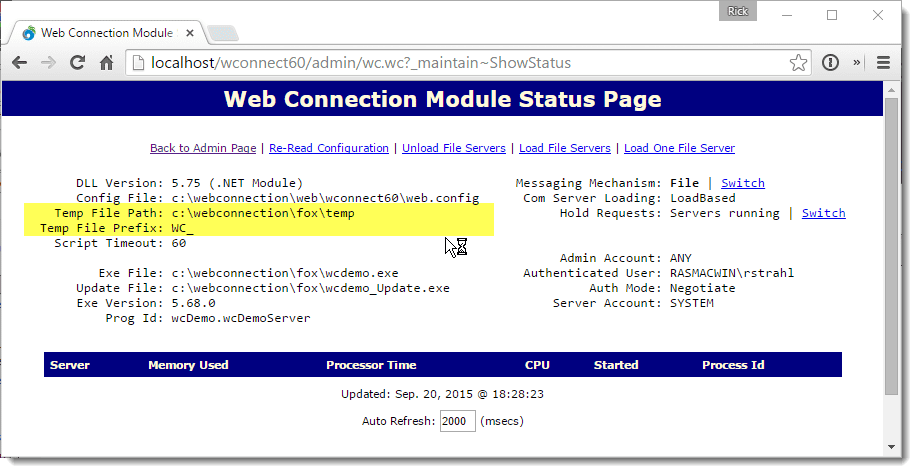 Rick
Web Connection Module
localhost/wconnect60/admin/wc.wc?_maintain~ShowStatus
Web Connection Module Status Page
Back to Admin Page | Re-Read Configuration | Unload File Servers | Load File Servers | Load One File Server
DLL Version: 5.75 (.NET Module)
Config File: c:\webconnection\web\wconnect60\web.config
Temp File Path: c:\webconnection\fox\temp
Temp File Prefix: WC_
Script Timeout: 60
Exe File: c:\webconnection\fox\wcdemo.exe
Update File: c:\webconnection\fox\wcdemo_Update.exe
Exe Version: 5.68.0
Prog Id: wcDemo.wcDemoServer
Messaging Mechanism: File | Switch
Com Server Loading: LoadBased
Hold Requests: Servers running | Switch
Admin Account: ANY
Authenticated User: RASMACWIN\rstrahl
Auth Mode: Negotiate
Server Account: SYSTEM
Server Memory Used Processor Time CPU Started Process Id
Updated: Sep. 20, 2015 @ 18:28:23
Auto Refresh: 2000 (msecs)